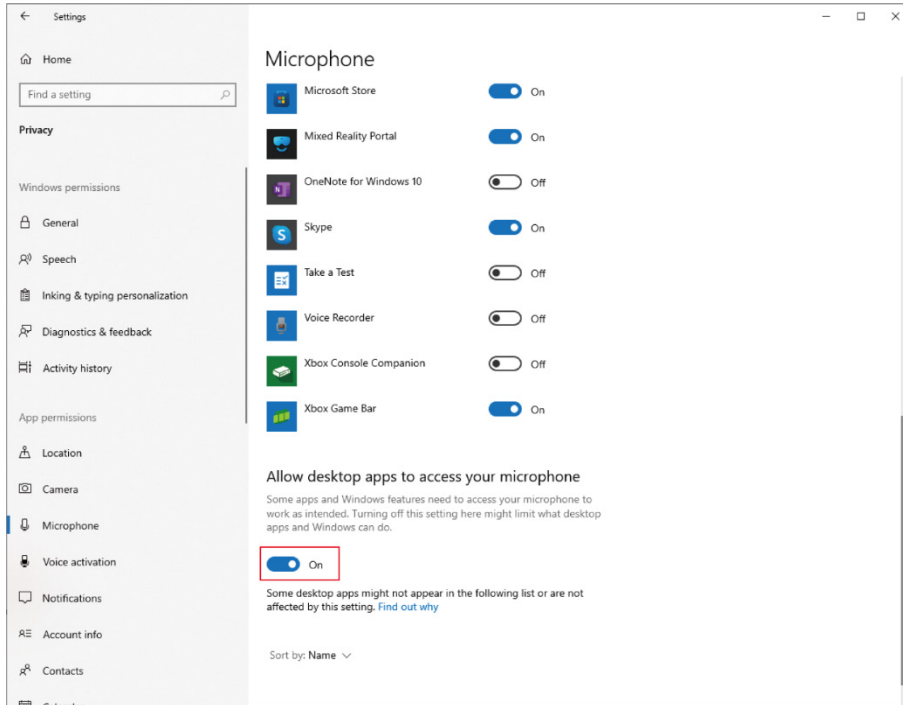 Settings
Home
Find a setting
Privacy
Windows permissions
General
Speech
Inking & typing personalization
Diagnostics & feedback
Activity history
App permissions
Location
Camera
Microphone
Voice activation
Notifications
Account info
Contacts
Microphone
Microsoft Store On
Mixed Reality Portal On
OneNote for Windows 10 Off
Skype On
Take a Test Off
Voice Recorder Off
Xbox Console Companion Off
Xbox Game Bar On
Allow desktop apps to access your microphone
Some apps and Windows features need to access your microphone to
work as intended. Turning off this setting here might limit what desktop
apps and Windows can do.
On
Some desktop apps might not appear in the following list or are not
affected by this setting. Find out why
Sort by: Name